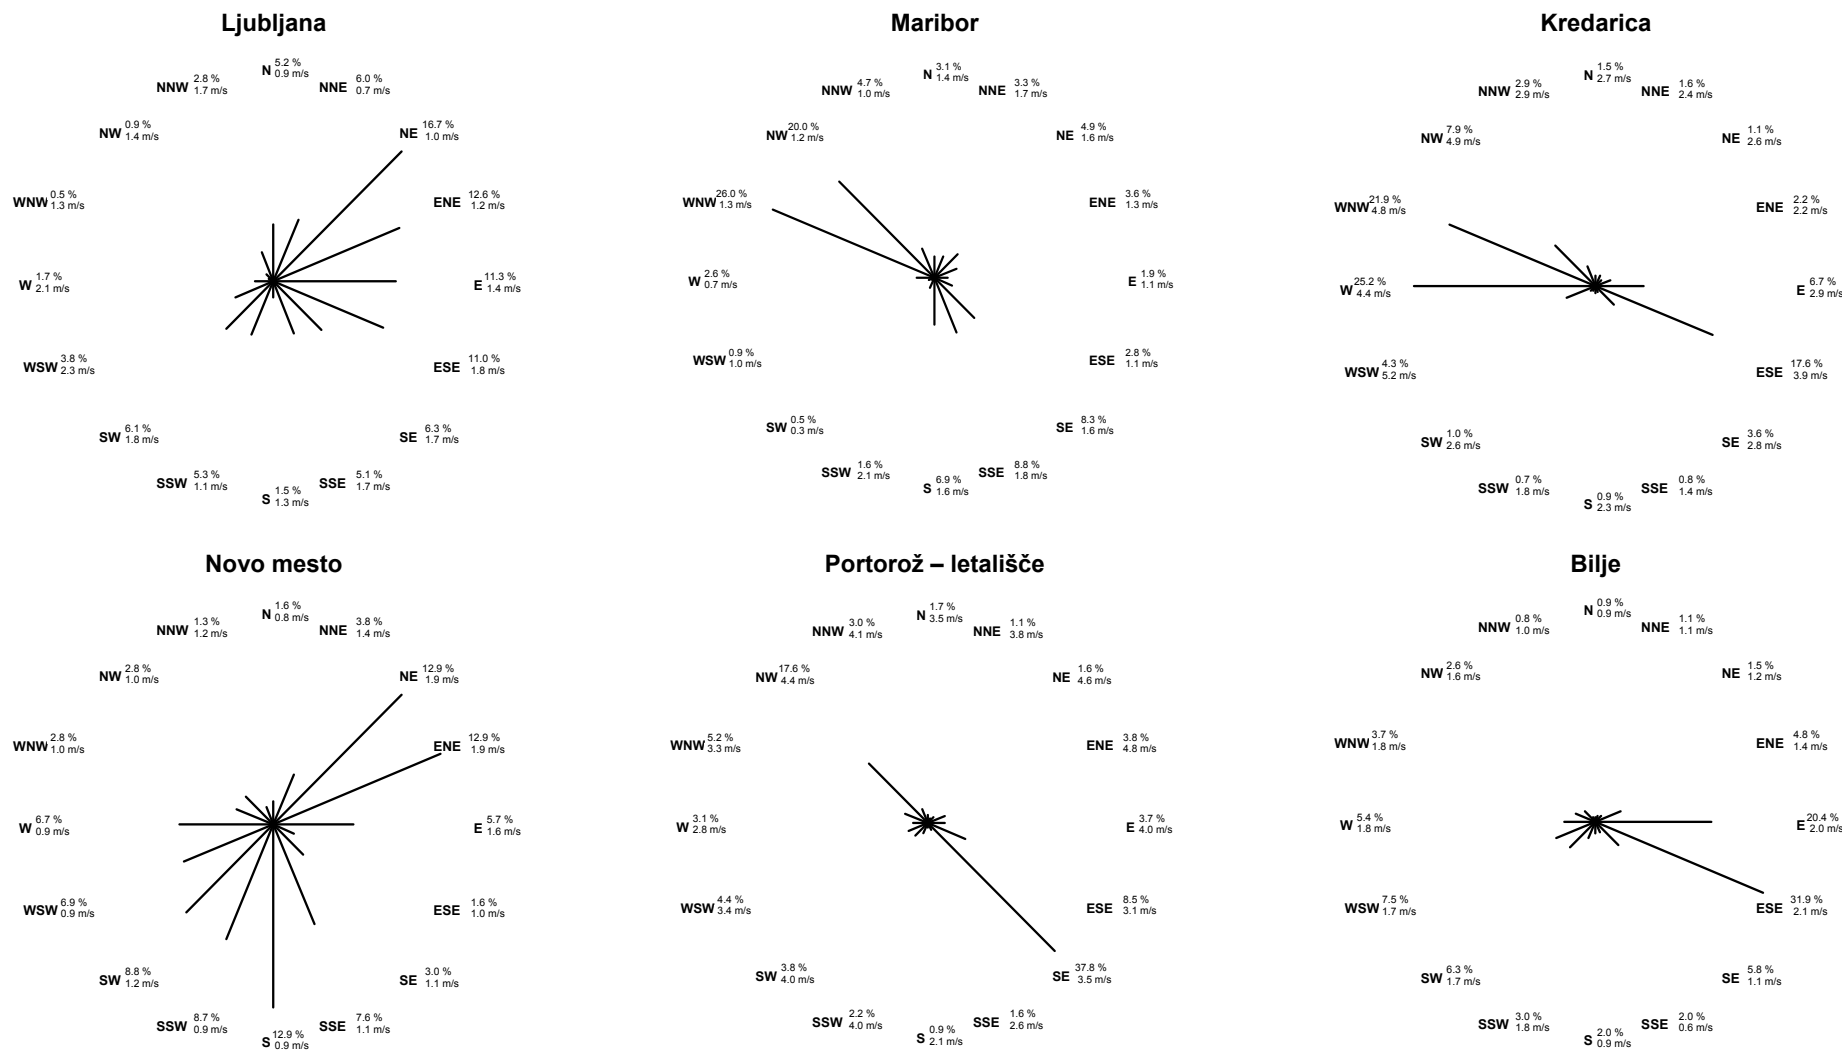 Ljubljana
N 5.2 %
0.9 m/s
NNE 6.0 %
0.7 m/s
NE 16.7 %
1.0 m/s
ENE 12.6 %
1.2 m/s
E 11.3 %
1.4 m/s
ESE 11.0 %
1.8 m/s
SE 6.3 %
1.7 m/s
SSE 5.1 %
1.7 m/s
S 1.5 %
1.3 m/s
SSW 5.3 %
1.1 m/s
SW 6.1 %
1.8 m/s
WSW 3.8 %
2.3 m/s
W 1.7 %
2.1 m/s
WNW 0.5 %
1.3 m/s
NW 0.9 %
1.4 m/s
NNW 2.8 %
1.7 m/s
Maribor
N 3.1 %
1.4 m/s
NNE 3.3 %
1.7 m/s
NE 4.9 %
1.6 m/s
ENE 3.6 %
1.3 m/s
E 1.9 %
1.1 m/s
ESE 2.8 %
1.1 m/s
SE 8.3 %
1.6 m/s
SSE 8.8 %
1.8 m/s
S 6.9 %
1.6 m/s
SSW 1.6 %
2.1 m/s
SW 0.5 %
0.3 m/s
WSW 0.9 %
1.0 m/s
W 2.6 %
0.7 m/s
WNW 26.0 %
1.3 m/s
NW 20.0 %
1.2 m/s
NNW 4.7 %
1.0 m/s
Kredarica
N 1.5 %
2.7 m/s
NNE 1.6 %
2.4 m/s
NE 1.1 %
2.6 m/s
ENE 2.2 %
2.2 m/s
E 6.7 %
2.9 m/s
ESE 17.6 %
3.9 m/s
SE 3.6 %
2.8 m/s
SSE 0.8 %
1.4 m/s
S 0.9 %
2.3 m/s
SSW 0.7 %
1.8 m/s
SW 1.0 %
2.6 m/s
WSW 4.3 %
5.2 m/s
W 25.2 %
4.4 m/s
WNW 21.9 %
4.8 m/s
NW 7.9 %
4.9 m/s
NNW 2.9 %
2.9 m/s
Novo mesto
N 1.6 %
0.8 m/s
NNE 3.8 %
1.4 m/s
NE 12.9 %
1.9 m/s
ENE 12.9 %
1.9 m/s
E 5.7 %
1.6 m/s
ESE 1.6 %
1.0 m/s
SE 3.0 %
1.1 m/s
SSE 7.6 %
1.1 m/s
S 12.9 %
0.9 m/s
SSW 8.7 %
0.9 m/s
SW 8.8 %
1.2 m/s
WSW 6.9 %
0.9 m/s
W 6.7 %
0.9 m/s
WNW 2.8 %
1.0 m/s
NW 2.8 %
1.0 m/s
NNW 1.3 %
1.2 m/s
Portorož – letališče
N 1.7 %
3.5 m/s
NNE 1.1 %
3.8 m/s
NE 1.6 %
4.6 m/s
ENE 3.8 %
4.8 m/s
E 3.7 %
4.0 m/s
ESE 8.5 %
3.1 m/s
SE 37.8 %
3.5 m/s
SSE 1.6 %
2.6 m/s
S 0.9 %
2.1 m/s
SSW 2.2 %
4.0 m/s
SW 3.8 %
4.0 m/s
WSW 4.4 %
3.4 m/s
W 3.1 %
2.8 m/s
WNW 5.2 %
3.3 m/s
NW 17.6 %
4.4 m/s
NNW 3.0 %
4.1 m/s
Bilje
N 0.9 %
0.9 m/s
NNE 1.1 %
1.1 m/s
NE 1.5 %
1.2 m/s
ENE 4.8 %
1.4 m/s
E 20.4 %
2.0 m/s
ESE 31.9 %
2.1 m/s
SE 5.8 %
1.1 m/s
SSE 2.0 %
0.6 m/s
S 2.0 %
0.9 m/s
SSW 3.0 %
1.8 m/s
SW 6.3 %
1.7 m/s
WSW 7.5 %
1.7 m/s
W 5.4 %
1.8 m/s
WNW 3.7 %
1.8 m/s
NW 2.6 %
1.6 m/s
NNW 0.8 %
1.0 m/s